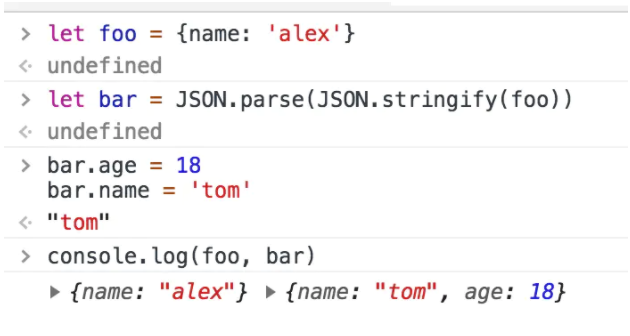 > let foo = {name: 'alex'}
<· undefined
> let bar = JSON.parse(JSON.stringify(foo))
<· undefined
> bar.age = 18
bar.name = 'tom'
<· "tom"
> console.log(foo, bar)
▶ {name: "alex"} ▶ {name: "tom", age: 18}